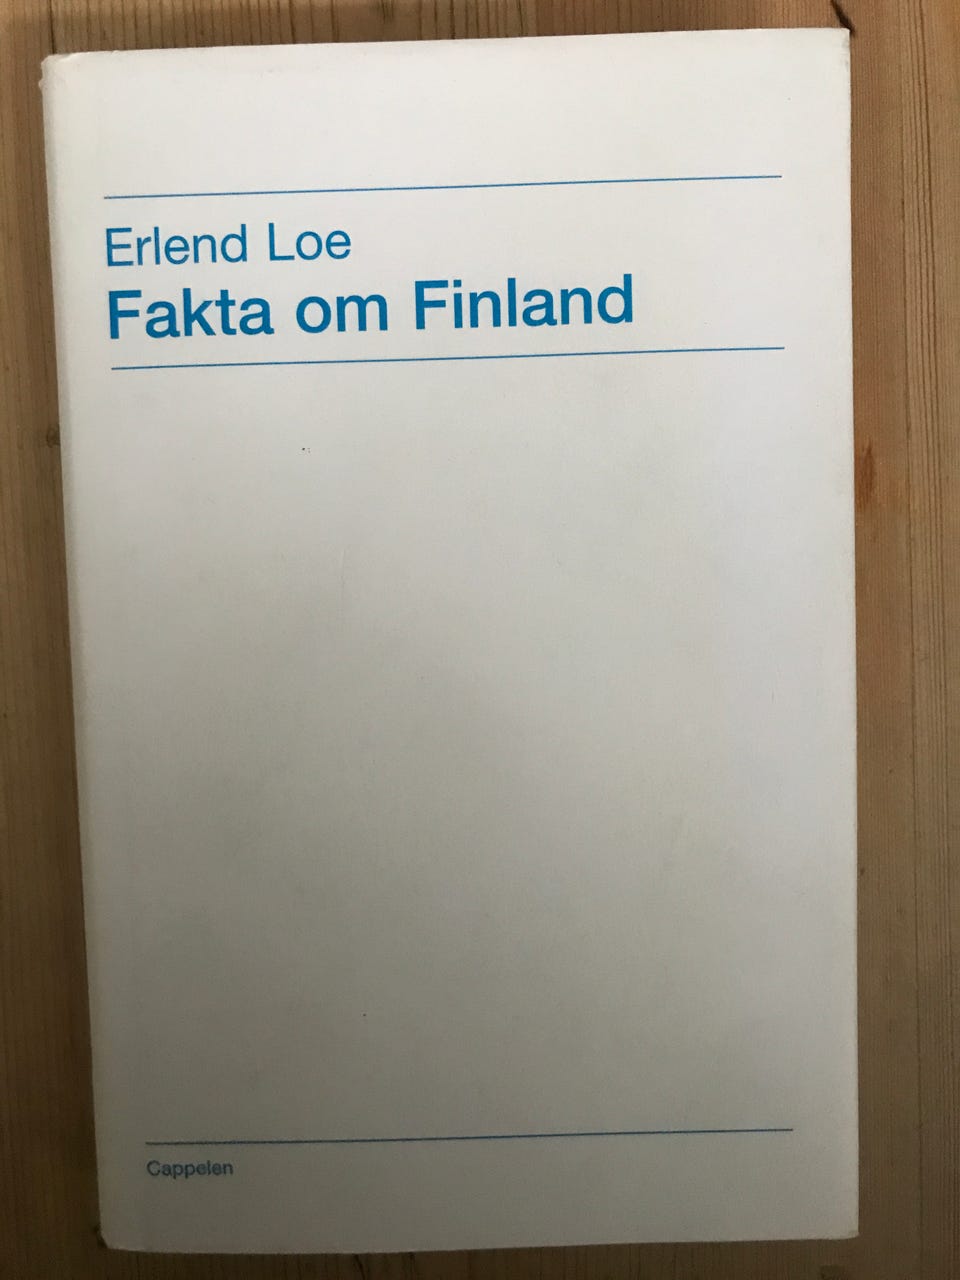 Erlend Loe
Fakta om Finland
Cappelen